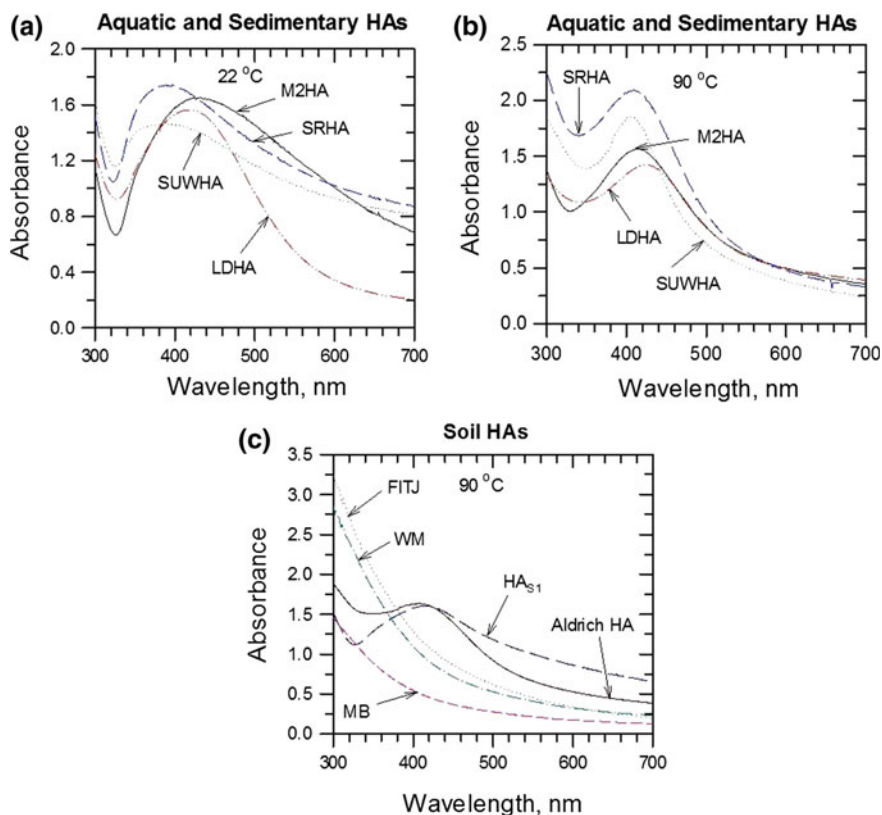 (a) Aquatic and Sedimentary HAs
22 °C
M2HA
SRHA
SUWHA
LDHA
Absorbance
2.0
1.6
1.2
0.8
0.4
0.0
300 400 500 600 700
Wavelength, nm
(b) Aquatic and Sedimentary HAs
90 °C
SRHA
M2HA
LDHA
SUWHA
Absorbance
2.5
2.0
1.5
1.0
0.5
0.0
300 400 500 600 700
Wavelength, nm
(c) Soil HAs
90 °C
FITJ
WM
HAS1
Aldrich HA
MB
Absorbance
3.5
3.0
2.5
2.0
1.5
1.0
0.5
0.0
300 400 500 600 700
Wavelength, nm